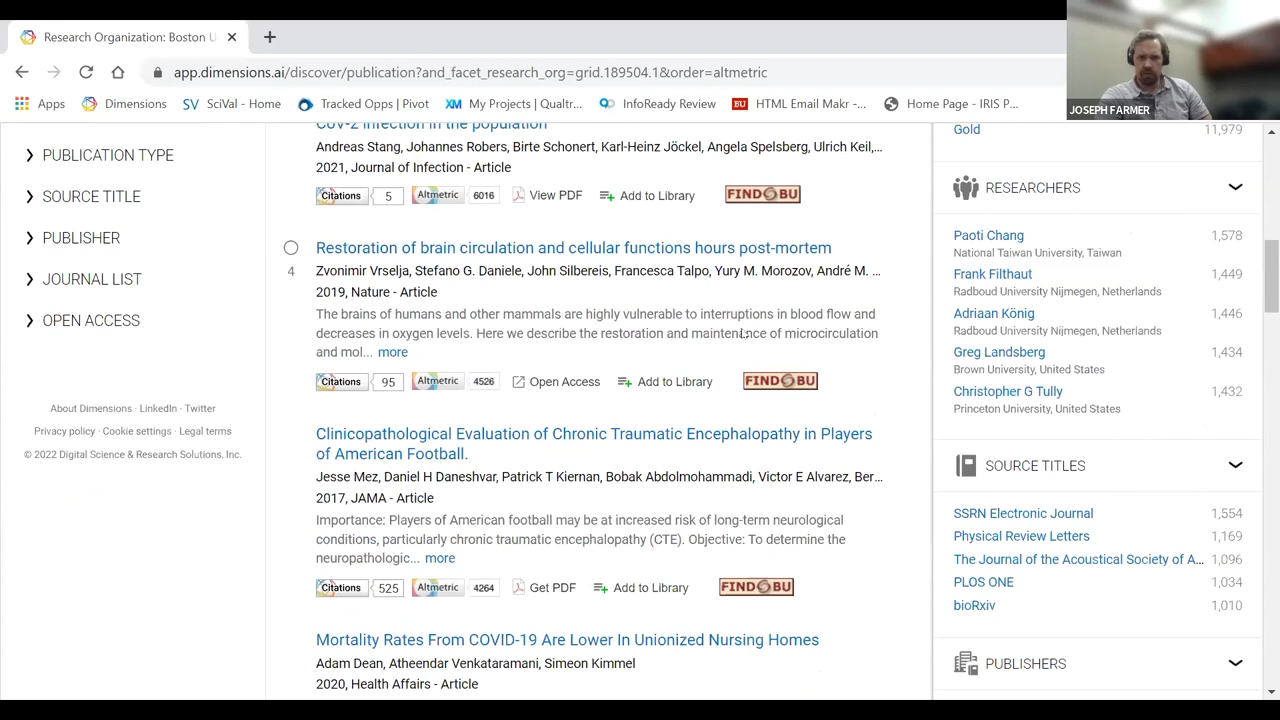 Research Organization: Boston U
app.dimensions.ai/discover/publication?and_facet_research_org=grid.189504.1&order=altmetric
Apps
Dimensions
SV SciVal - Home
Tracked Opps | Pivot
XM My Projects | Qualtr...
InfoReady Review
BU HTML Email Makr -...
Home Page - IRIS P...
JOSEPH FARMER
PUBLICATION TYPE
SOURCE TITLE
PUBLISHER
JOURNAL LIST
OPEN ACCESS
About Dimensions · LinkedIn · Twitter
Privacy policy · Cookie settings · Legal terms
© 2022 Digital Science & Research Solutions, Inc.
CoV-2 infection in the population
Andreas Stang, Johannes Robers, Birte Schonert, Karl-Heinz Jöckel, Angela Spelsberg, Ulrich Keil,...
2021, Journal of Infection - Article
Citations 5 Altmetric 6016 View PDF Add to Library FIND@BU
Restoration of brain circulation and cellular functions hours post-mortem
4
Zvonimir Vrselja, Stefano G. Daniele, John Silbereis, Francesca Talpo, Yury M. Morozov, André M. ...
2019, Nature - Article
The brains of humans and other mammals are highly vulnerable to interruptions in blood flow and
decreases in oxygen levels. Here we describe the restoration and maintenance of microcirculation
and mol... more
Citations 95 Altmetric 4526 Open Access Add to Library FIND@BU
Clinicopathological Evaluation of Chronic Traumatic Encephalopathy in Players
of American Football.
Jesse Mez, Daniel H Daneshvar, Patrick T Kiernan, Bobak Abdolmohammadi, Victor E Alvarez, Ber...
2017, JAMA - Article
Importance: Players of American football may be at increased risk of long-term neurological
conditions, particularly chronic traumatic encephalopathy (CTE). Objective: To determine the
neuropathologic... more
Citations 525 Altmetric 4264 Get PDF Add to Library FIND@BU
Mortality Rates From COVID-19 Are Lower In Unionized Nursing Homes
Adam Dean, Atheendar Venkataramani, Simeon Kimmel
2020, Health Affairs - Article
Gold 11,979
RESEARCHERS
Paoti Chang 1,578
National Taiwan University, Taiwan
Frank Filthaut 1,449
Radboud University Nijmegen, Netherlands
Adriaan König 1,446
Radboud University Nijmegen, Netherlands
Greg Landsberg 1,434
Brown University, United States
Christopher G Tully 1,432
Princeton University, United States
SOURCE TITLES
SSRN Electronic Journal 1,554
Physical Review Letters 1,169
The Journal of the Acoustical Society of A... 1,096
PLOS ONE 1,034
bioRxiv 1,010
PUBLISHERS